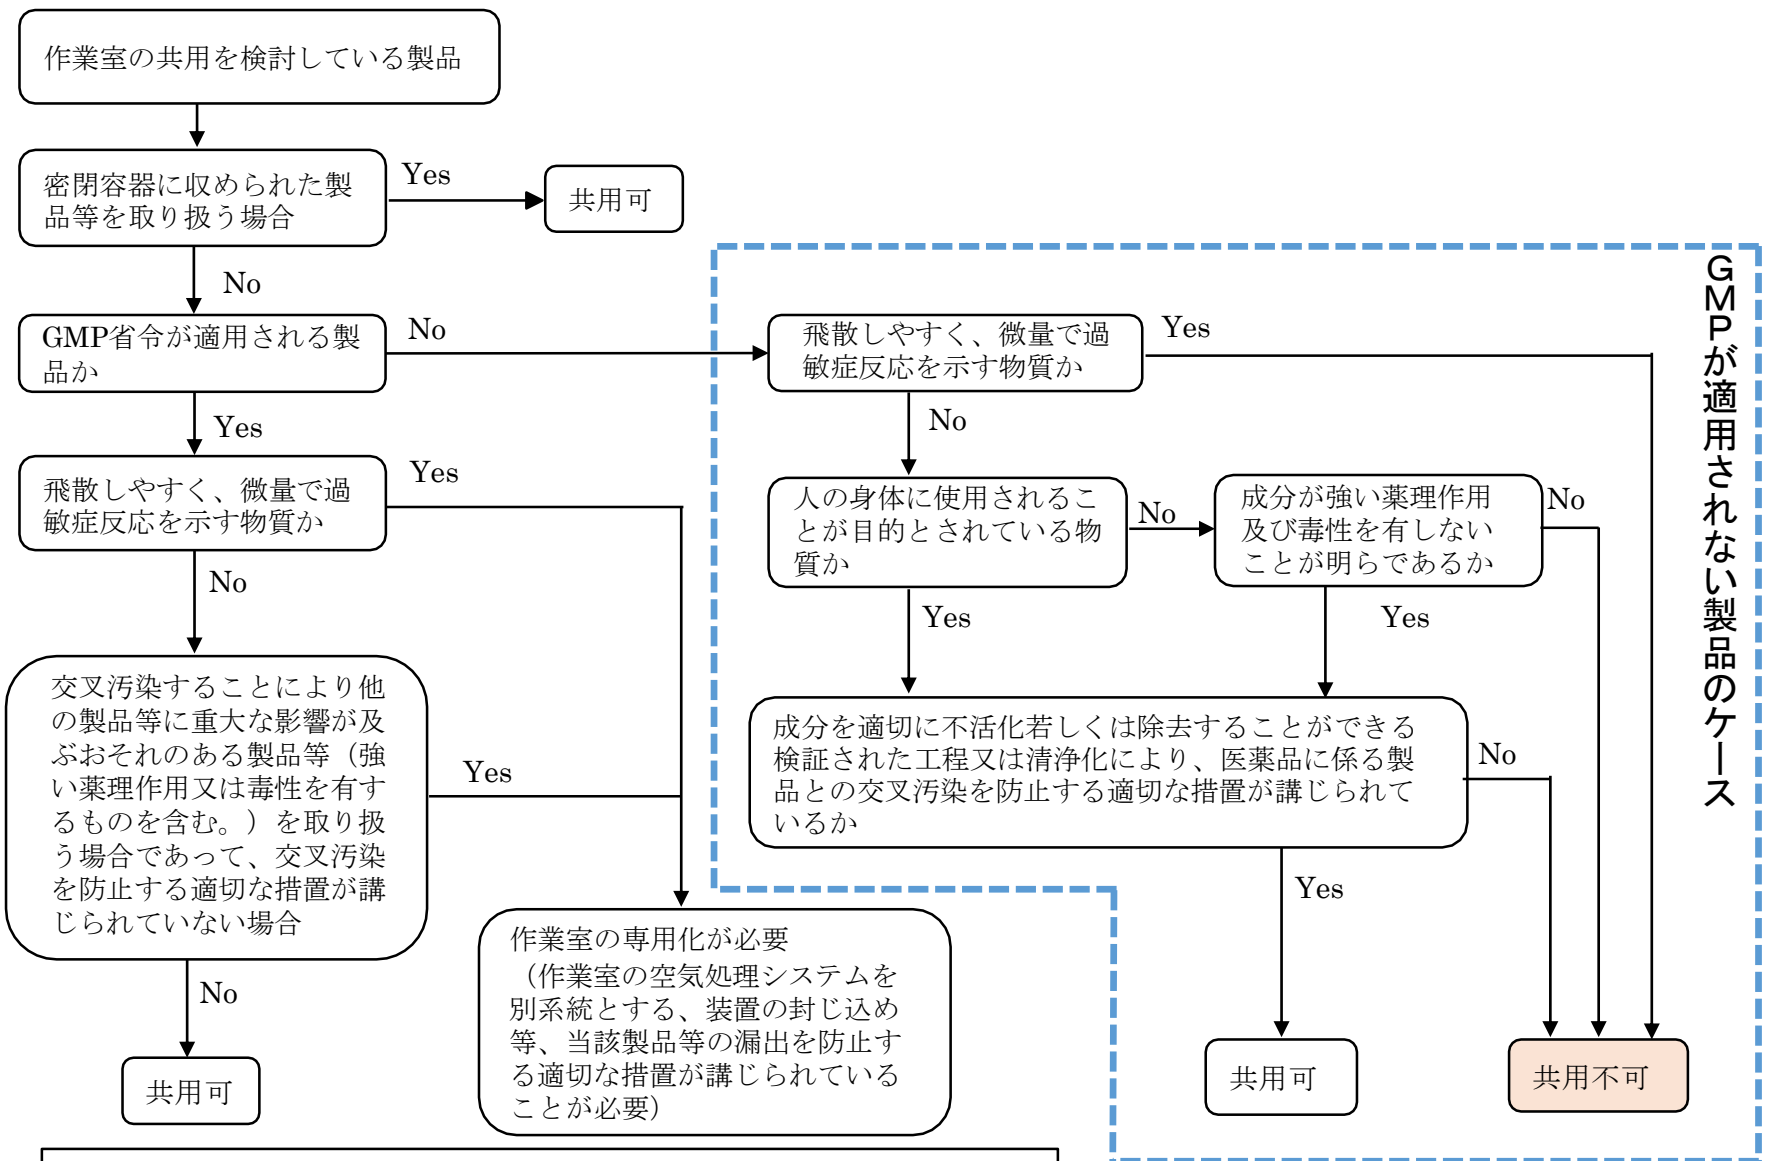 作業室の共用を検討している製品
密閉容器に収められた製
品等を取り扱う場合
Yes
共用可
No
GMP省令が適用される製
品か
No
Yes
飛散しやすく、微量で過
敏症反応を示す物質か
Yes
No
交叉汚染することにより他
の製品等に重大な影響が及
ぶおそれのある製品等（強
い薬理作用又は毒性を有す
るものを含む。）を取り扱
う場合であって、交叉汚染
を防止する適切な措置が講
じられていない場合
Yes
No
共用可
作業室の専用化が必要
（作業室の空気処理システムを
別系統とする、装置の封じ込め
等、当該製品等の漏出を防止す
る適切な措置が講じられている
ことが必要）
GMPが適用されない製品のケース
飛散しやすく、微量で過
敏症反応を示す物質か
Yes
No
人の身体に使用されるこ
とが目的とされている物
質か
No
成分が強い薬理作用
及び毒性を有しない
ことが明らであるか
No
Yes
Yes
成分を適切に不活化若しくは除去することができる
検証された工程又は清浄化により、医薬品に係る製
品との交叉汚染を防止する適切な措置が講じられて
いるか
No
Yes
共用可
共用不可